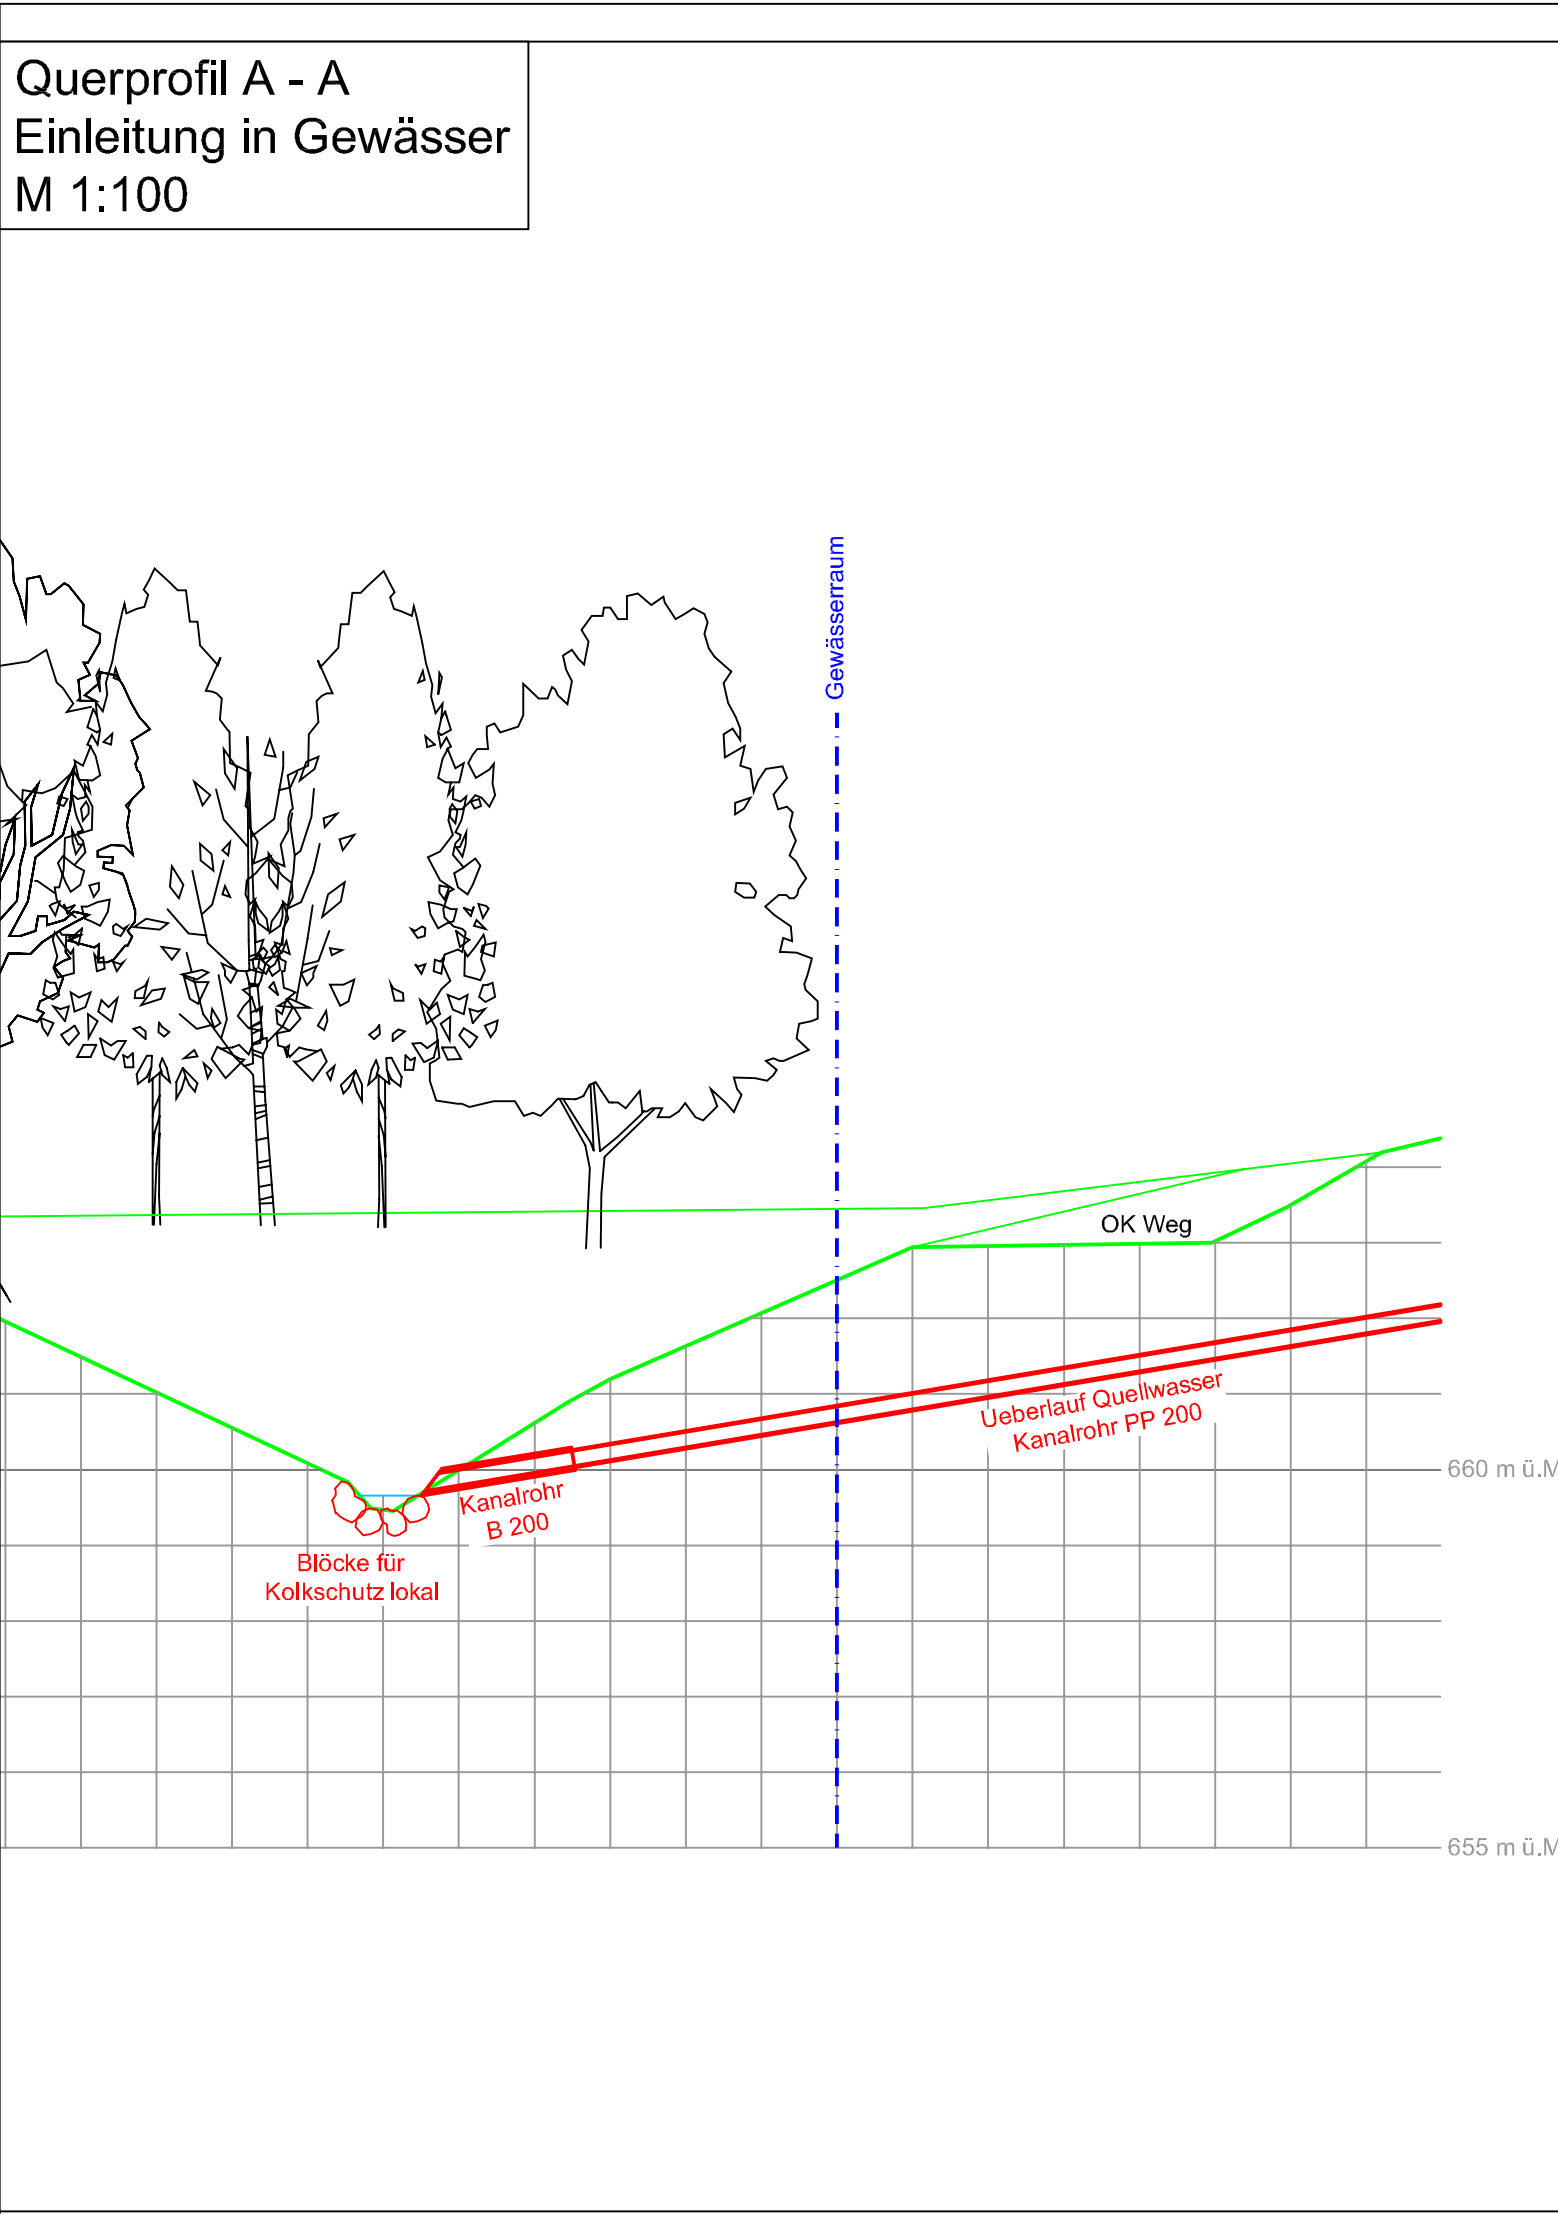 Querprofil A - A
Einleitung in Gewässer
M 1:100
Gewässerraum
OK Weg
Ueberlauf Quellwasser
Kanalrohr PP 200
660 m ü.M
Kanalrohr
B 200
Blöcke für
Kolkschutz lokal
655 m ü.M